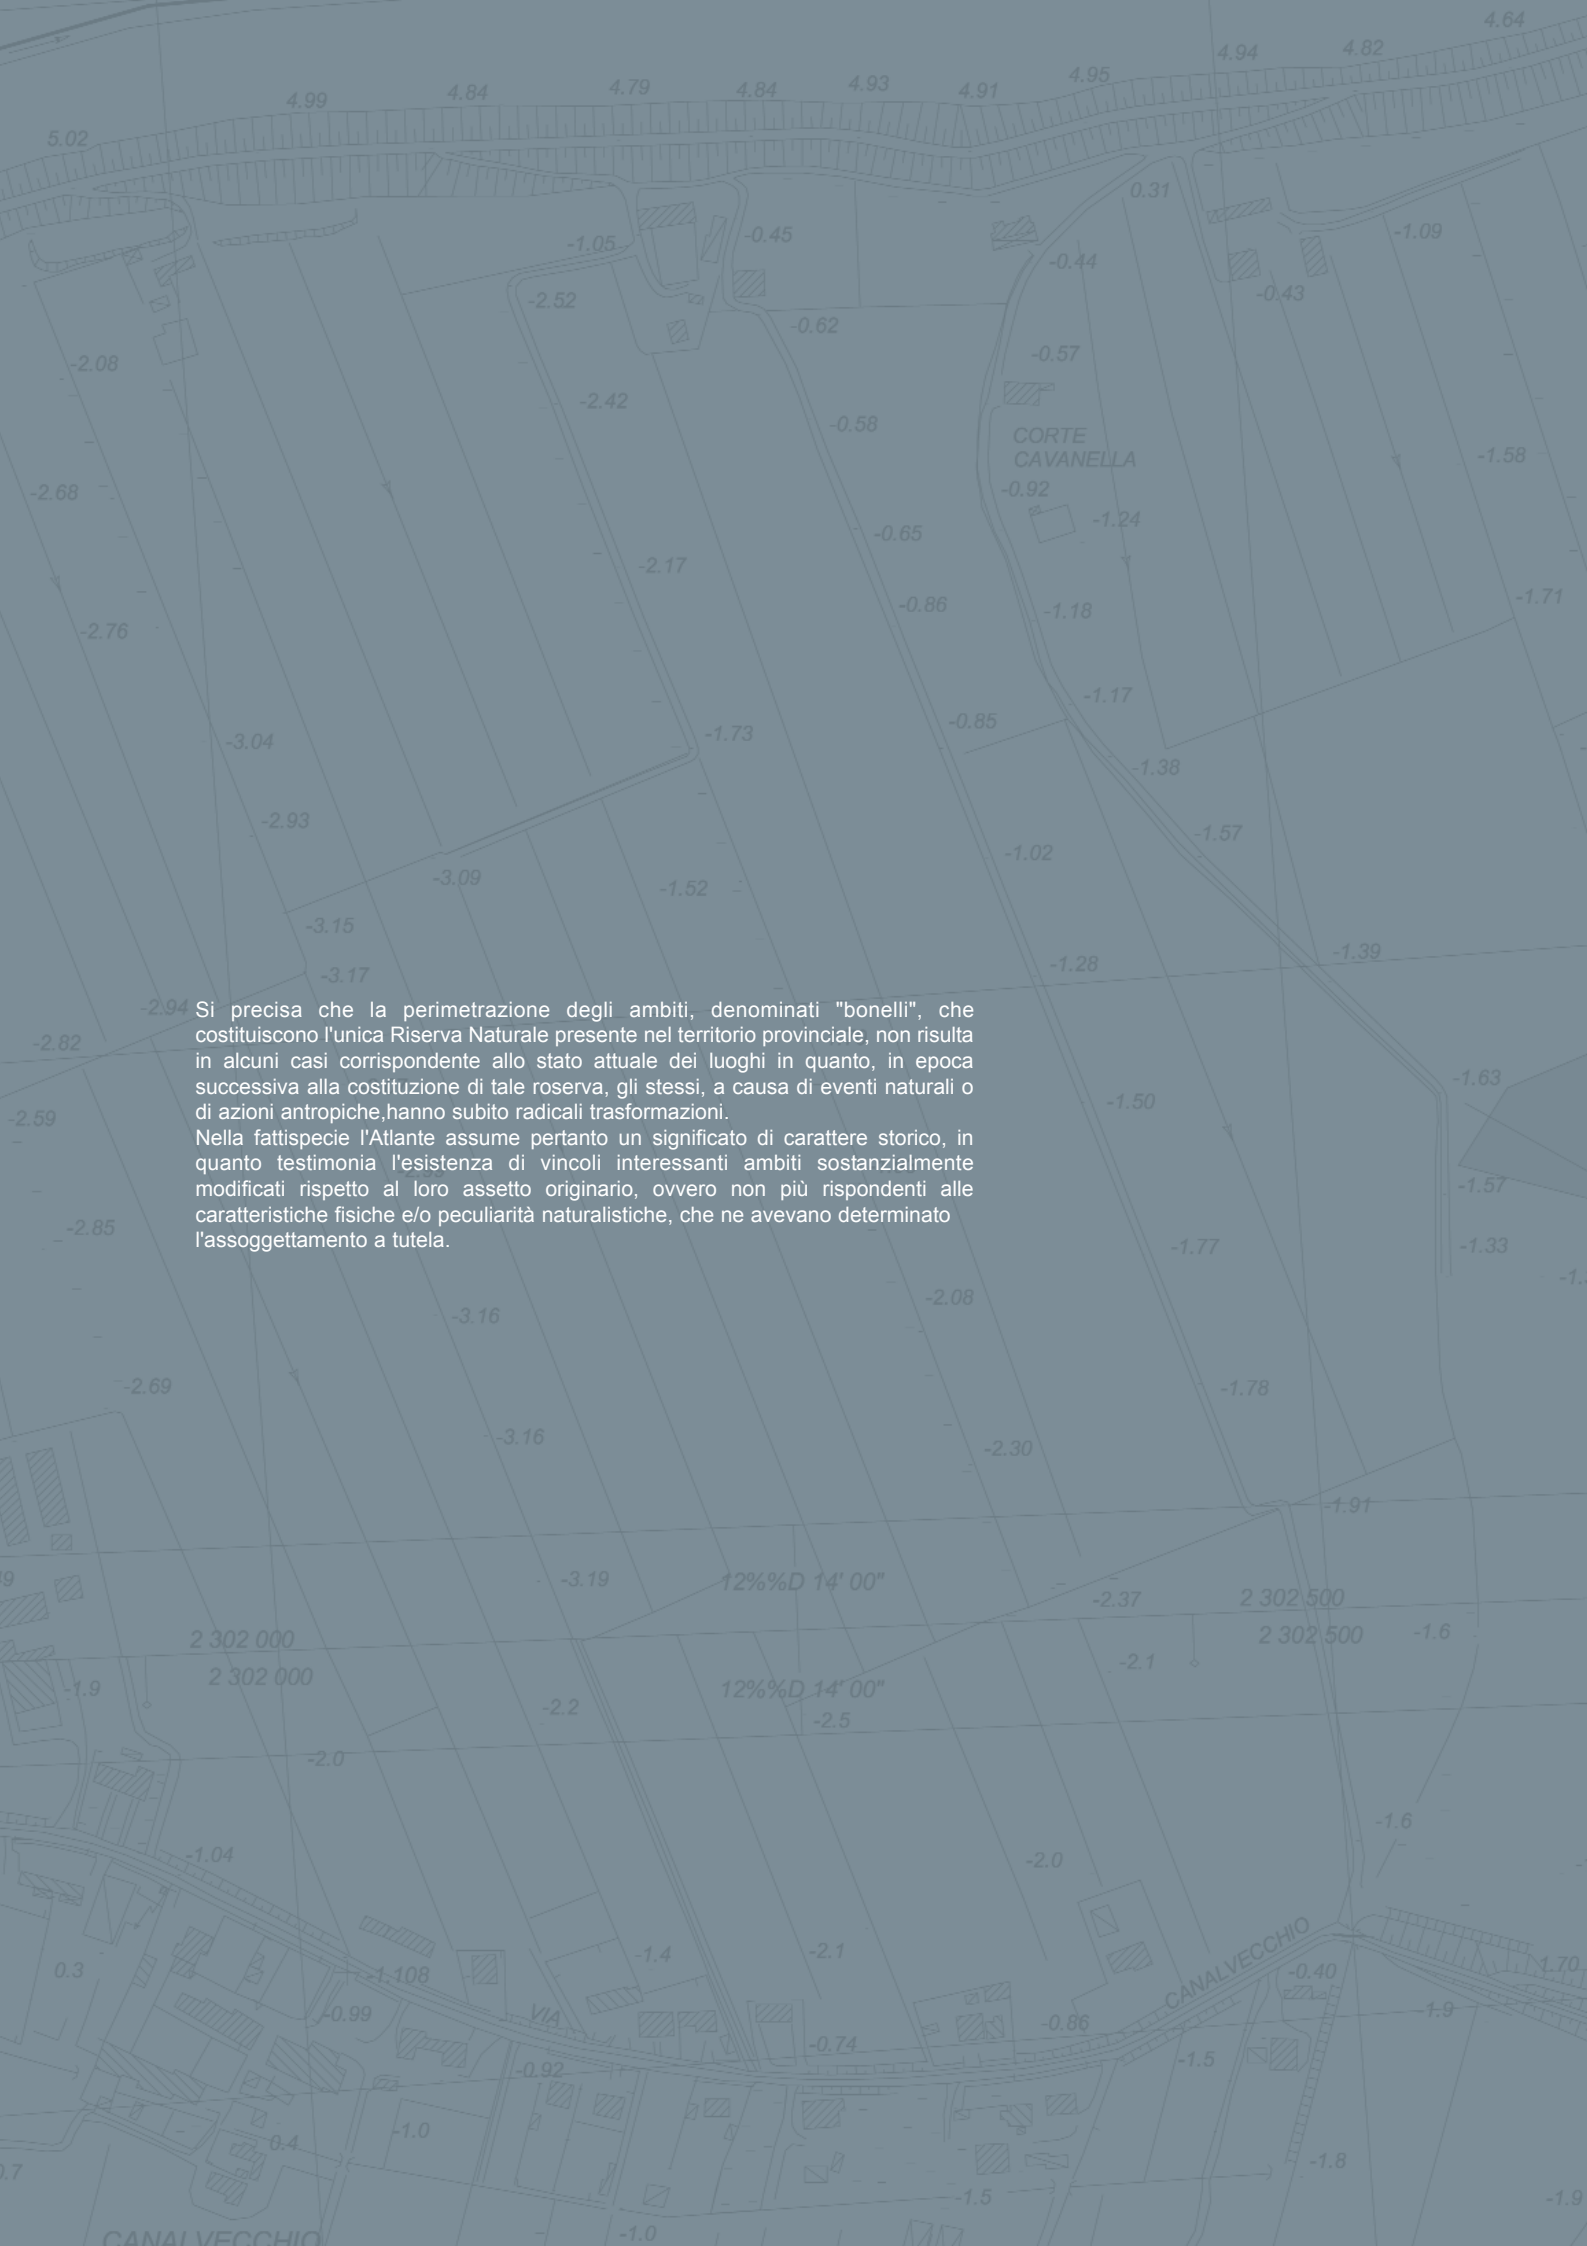 4.64
4.94 4.82
4.99 4.84 4.79 4.84 4.93 4.91 4.95
5.02
0.31
-1.05 -0.45 -1.09
-0.44
-2.52 -0.43
-0.62
-2.08 -0.57
-2.42
-0.58
CORTE
CAVANELLA
-1.58
-2.68 -0.92
-1.24
-0.65
-2.17
-0.86 -1.18 -1.71
-2.76
-1.17
-0.85
-3.04 -1.73
-1.38
-2.93 -1.57
-1.02
-3.09 -1.52
-3.15
-1.39
-3.17 -1.28
-2.94
Si precisa che la perimetrazione degli ambiti, denominati "bonelli", che
costituiscono l'unica Riserva Naturale presente nel territorio provinciale, non risulta
in alcuni casi corrispondente allo stato attuale dei luoghi in quanto, in epoca
successiva alla costituzione di tale roserva, gli stessi, a causa di eventi naturali o
di azioni antropiche,hanno subito radicali trasformazioni.
Nella fattispecie l'Atlante assume pertanto un significato di carattere storico, in
quanto testimonia l'esistenza di vincoli interessanti ambiti sostanzialmente
modificati rispetto al loro assetto originario, ovvero non più rispondenti alle
caratteristiche fisiche e/o peculiarità naturalistiche, che ne avevano determinato
l'assoggettamento a tutela.
-2.82
-1.63
-2.59 -1.50
-1.57
-2.85 -1.77 -1.33
-2.08
-3.16
-2.69 -1.78
-3.16 -2.30
-1.91
-3.19 12%%D 14' 00"
-2.37 2 302 500
2 302 000 2 302 500 -1.6
2 302 000 -2.1
-1.9 12%%D 14' 00"
-2.2 -2.5
-2.0
-1.6
-1.04 -2.0
-1.4 -2.1
CANALVECCHIO
0.3 -1.108 -0.40 1.70
-0.99 VIA -0.86 -1.9
-0.74
-0.92 -1.5
-1.0
0.4 -1.8
-1.5 -1.9
-1.0
CANALVECCHIO